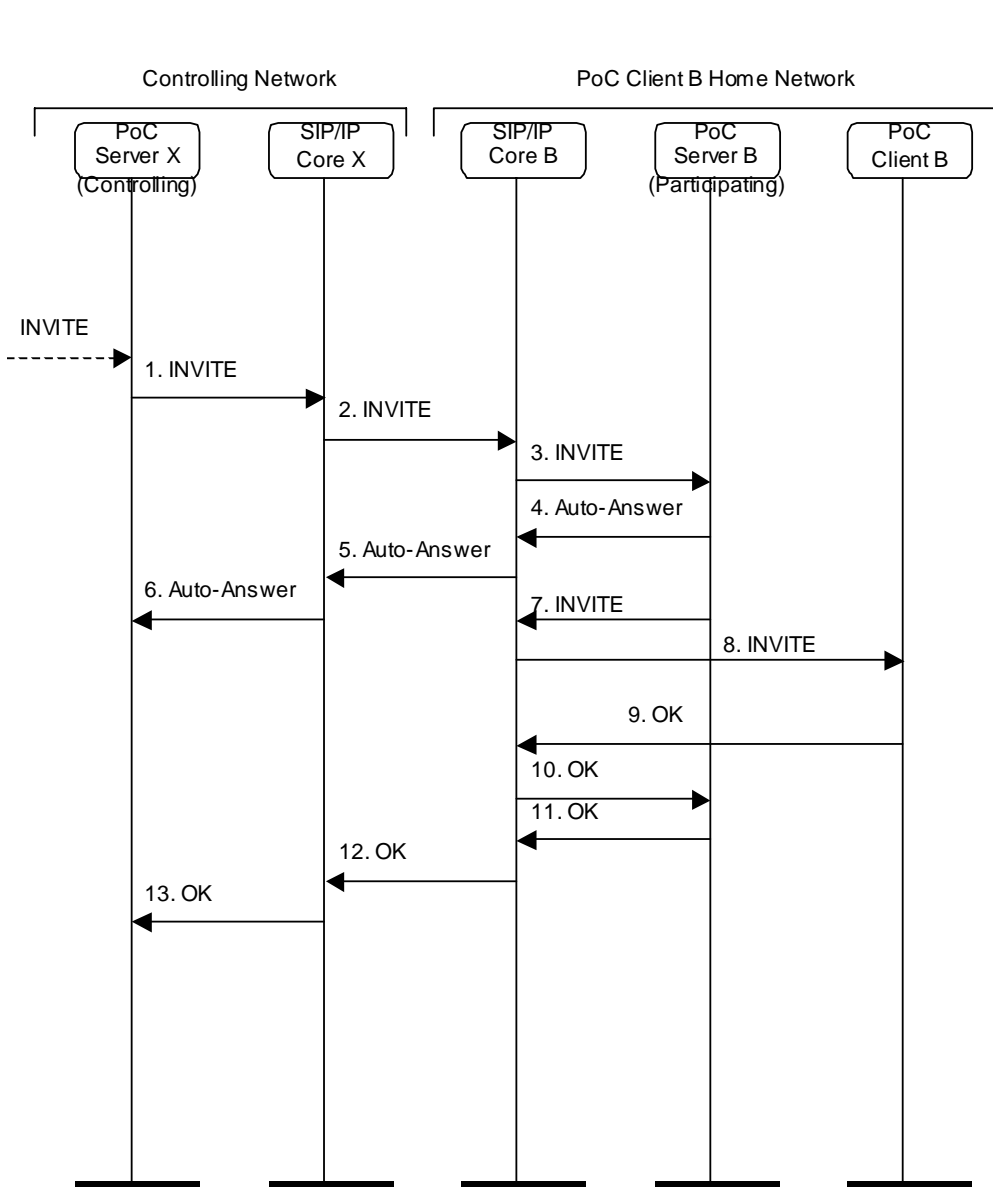 Controlling Network
PoC Client B Home Network
PoC
Server X
(Controlling)
SIP/IP
Core X
SIP/IP
Core B
PoC
Server B
(Participating)
PoC
Client B
INVITE
1. INVITE
2. INVITE
3. INVITE
4. Auto-Answer
5. Auto-Answer
6. Auto-Answer
7. INVITE
8. INVITE
9. OK
10. OK
11. OK
12. OK
13. OK